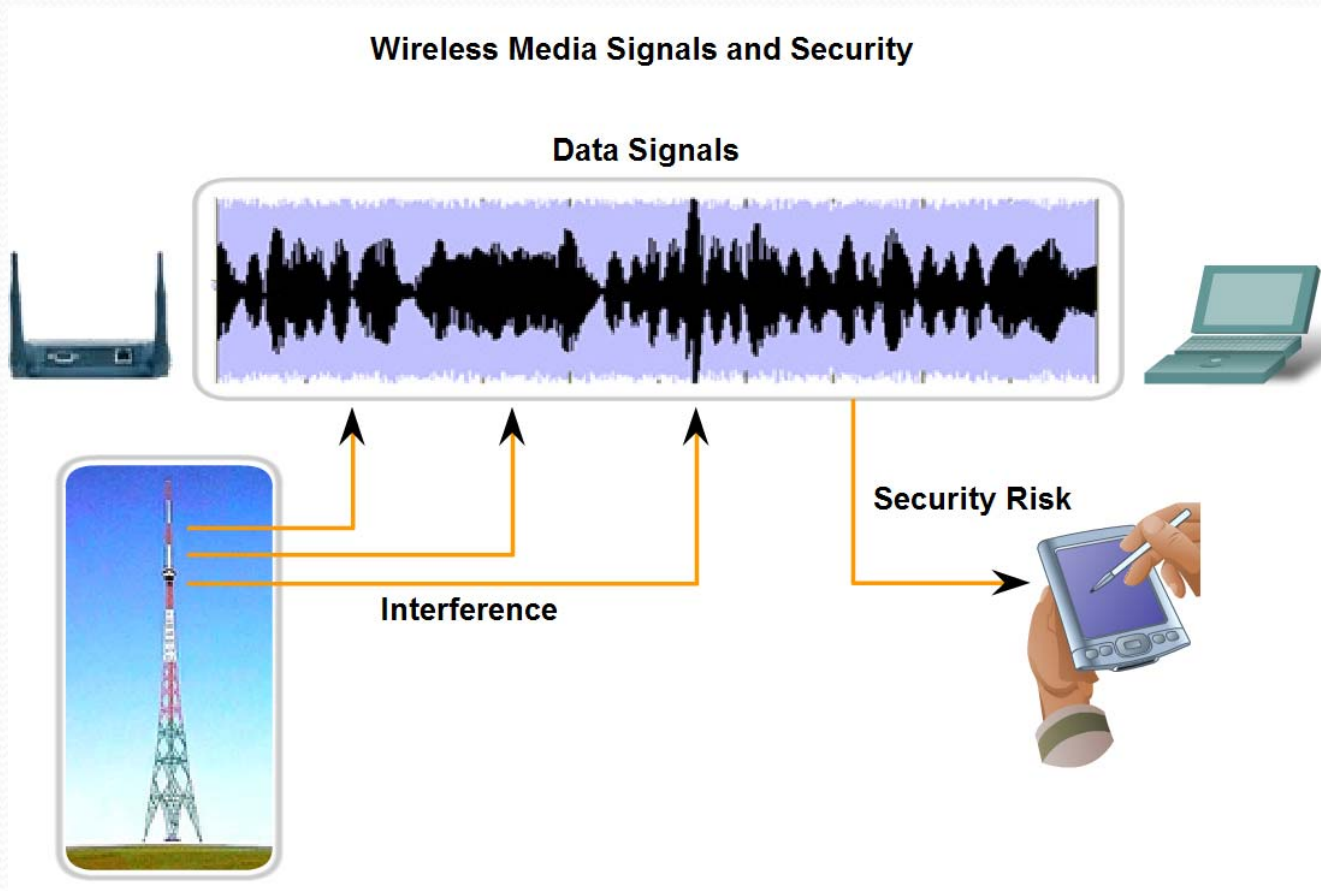 Wireless Media Signals and Security
Data Signals
Security Risk
Interference